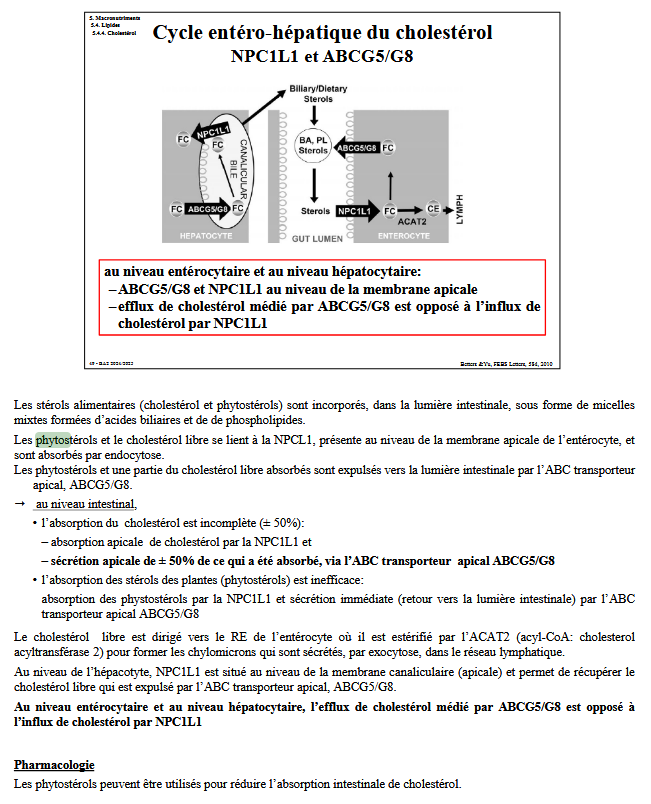 5. Macronutriments
5.4. Lipides
5.4.4. Cholestérol
Cycle entéro-hépatique du cholestérol
NPC1L1 et ABCG5/G8
Biliary/Dietary
Sterols
FC
NPC1L1
FC
CANALICULAR
BILE
FC
ABCG5/G8
FC
HEPATOCYTE
BA, PL
Sterols
ABCG5/G8
FC
Sterols
NPC1L1
FC
ACAT2
CE
LYMPH
GUT LUMEN
ENTEROCYTE
au niveau entérocytaire et au niveau hépatocytaire:
– ABCG5/G8 et NPC1L1 au niveau de la membrane apicale
– efflux de cholestérol médié par ABCG5/G8 est opposé à l’influx de
cholestérol par NPC1L1
Betters &Yu, FEBS Letters, 584, 2010
Les stérols alimentaires (cholestérol et phytostérols) sont incorporés, dans la lumière intestinale, sous forme de micelles
mixtes formées d’acides biliaires et de de phospholipides.
Les phytostérols et le cholestérol libre se lient à la NPCL1, présente au niveau de la membrane apicale de l’entérocyte, et
sont absorbés par endocytose.
Les phytostérols et une partie du cholestérol libre absorbés sont expulsés vers la lumière intestinale par l’ABC transporteur
apical, ABCG5/G8.
→ au niveau intestinal,
• l’absorption du cholestérol est incomplète (± 50%):
– absorption apicale de cholestérol par la NPC1L1 et
– sécrétion apicale de ± 50% de ce qui a été absorbé, via l’ABC transporteur apical ABCG5/G8
• l’absorption des stérols des plantes (phytostérols) est inefficace:
absorption des phystostérols par la NPC1L1 et sécrétion immédiate (retour vers la lumière intestinale) par l’ABC
transporteur apical ABCG5/G8
Le cholestérol libre est dirigé vers le RE de l’entérocyte où il est estérifié par l’ACAT2 (acyl-CoA: cholesterol
acyltransférase 2) pour former les chylomicrons qui sont sécrétés, par exocytose, dans le réseau lymphatique.
Au niveau de l’hépacotyte, NPC1L1 est situé au niveau de la membrane canaliculaire (apicale) et permet de récupérer le
cholestérol libre qui est expulsé par l’ABC transporteur apical, ABCG5/G8.
Au niveau entérocytaire et au niveau hépatocytaire, l’efflux de cholestérol médié par ABCG5/G8 est opposé à
l’influx de cholestérol par NPC1L1
Pharmacologie
Les phytostérols peuvent être utilisés pour réduire l’absorption intestinale de cholestérol.